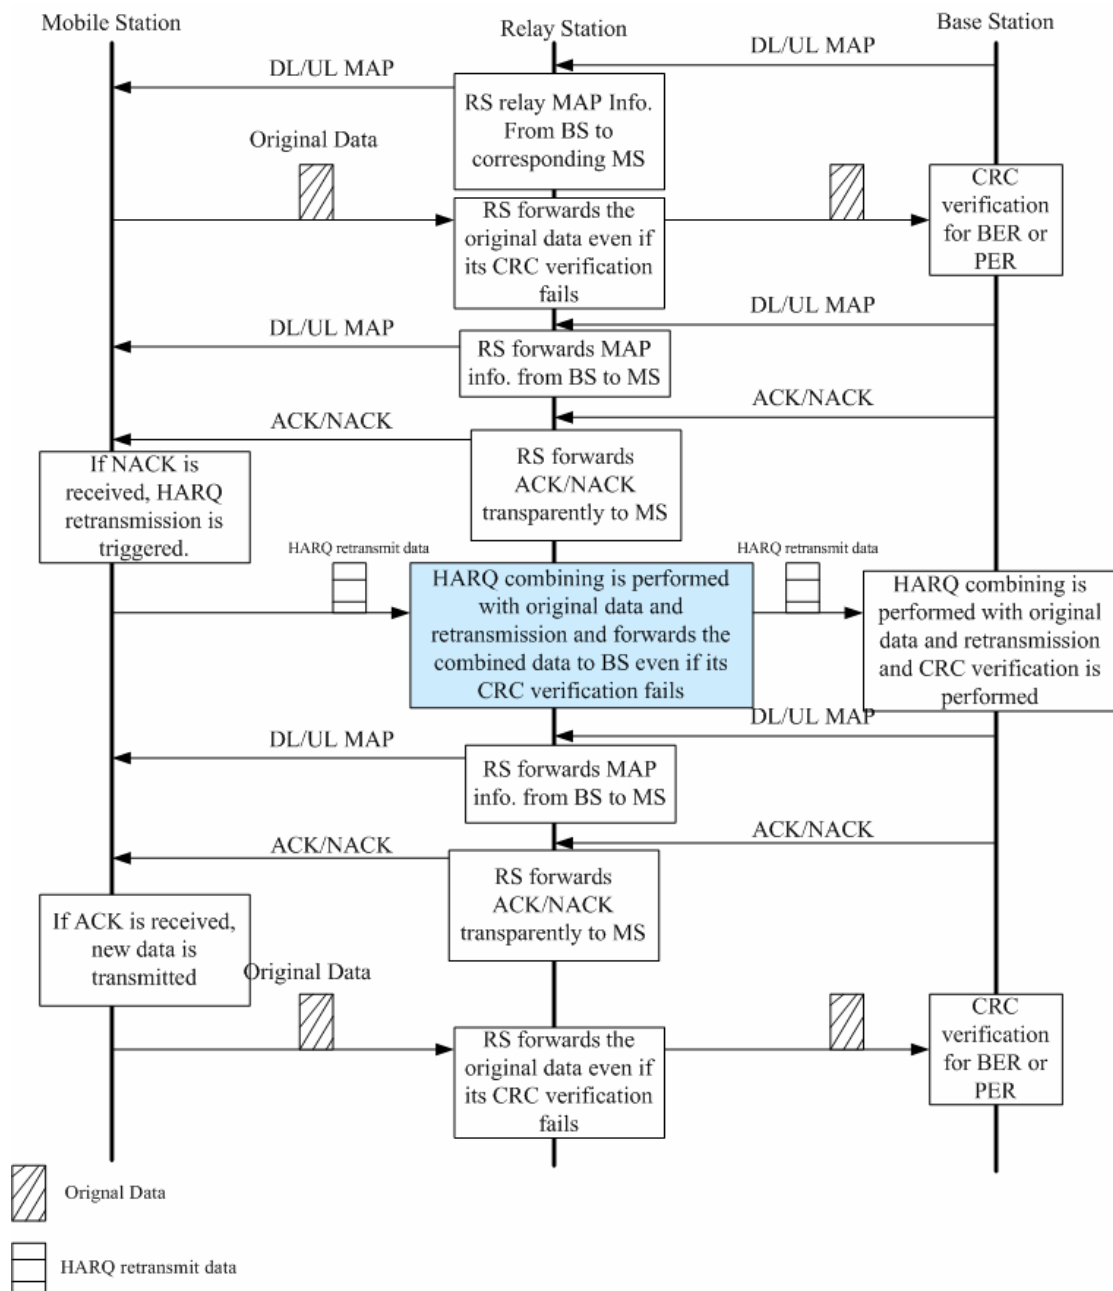 Mobile Station
Relay Station
Base Station
DL/UL MAP
DL/UL MAP
RS relay MAP Info.
From BS to
corresponding MS
Original Data
CRC
verification
for BER or
PER
RS forwards the
original data even if
its CRC verification
fails
DL/UL MAP
DL/UL MAP
RS forwards MAP
info. from BS to MS
ACK/NACK
ACK/NACK
RS forwards
ACK/NACK
transparently to MS
If NACK is
received, HARQ
retransmission is
triggered.
HARQ retransmit data
HARQ retransmit data
HARQ combining is performed
with original data and
retransmission and forwards the
combined data to BS even if its
CRC verification fails
HARQ combining is
performed with original
data and retransmission
and CRC verification is
performed
DL/UL MAP
DL/UL MAP
RS forwards MAP
info. from BS to MS
ACK/NACK
ACK/NACK
RS forwards
ACK/NACK
transparently to MS
If ACK is received,
new data is
transmitted
Original Data
CRC
verification
for BER or
PER
RS forwards the
original data even if
its CRC verification
fails
Orignal Data
HARQ retransmit data